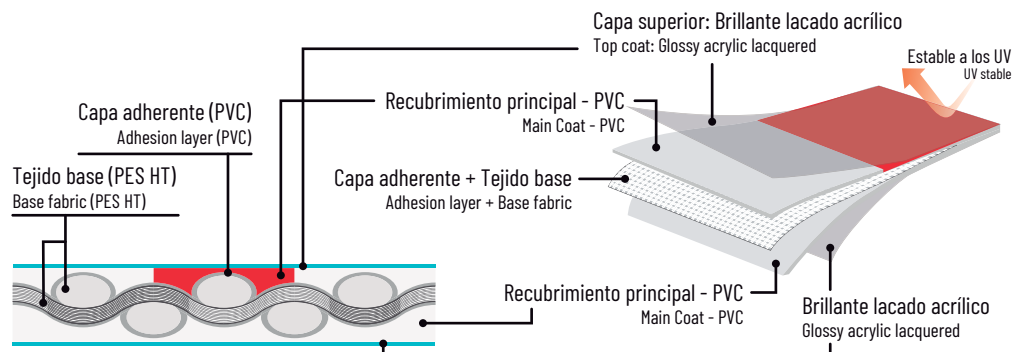 Capa superior: Brillante lacado acrílico
Top coat: Glossy acrylic lacquered
Estable a los UV
UV stable
Capa adherente (PVC)
Adhesion layer (PVC)
Recubrimiento principal - PVC
Main Coat - PVC
Tejido base (PES HT)
Base fabric (PES HT)
Capa adherente + Tejido base
Adhesion layer + Base fabric
Recubrimiento principal - PVC
Main Coat - PVC
Brillante lacado acrílico
Glossy acrylic lacquered